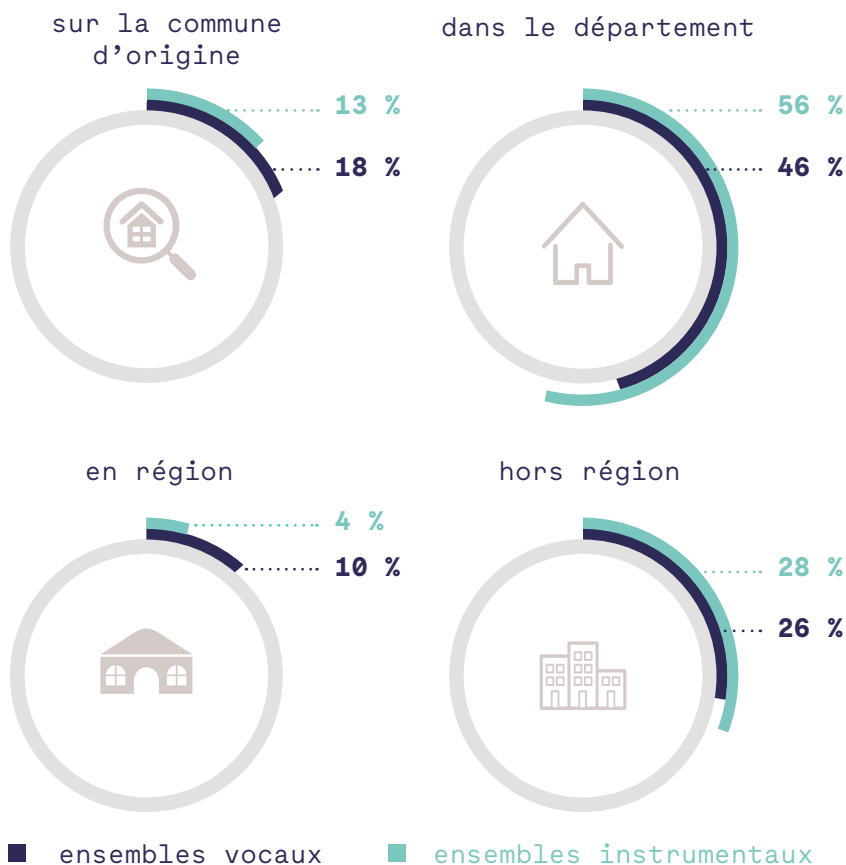 sur la commune
d’origine
13 %
18 %
dans le département
56 %
46 %
en région
4 %
10 %
hors région
28 %
26 %
ensembles vocaux
ensembles instrumentaux